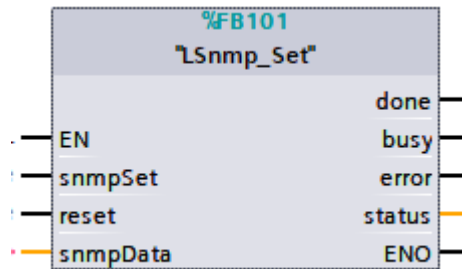 %FB101
"LSnmp_Set"
done
EN busy
snmpSet error
reset status
snmpData ENO